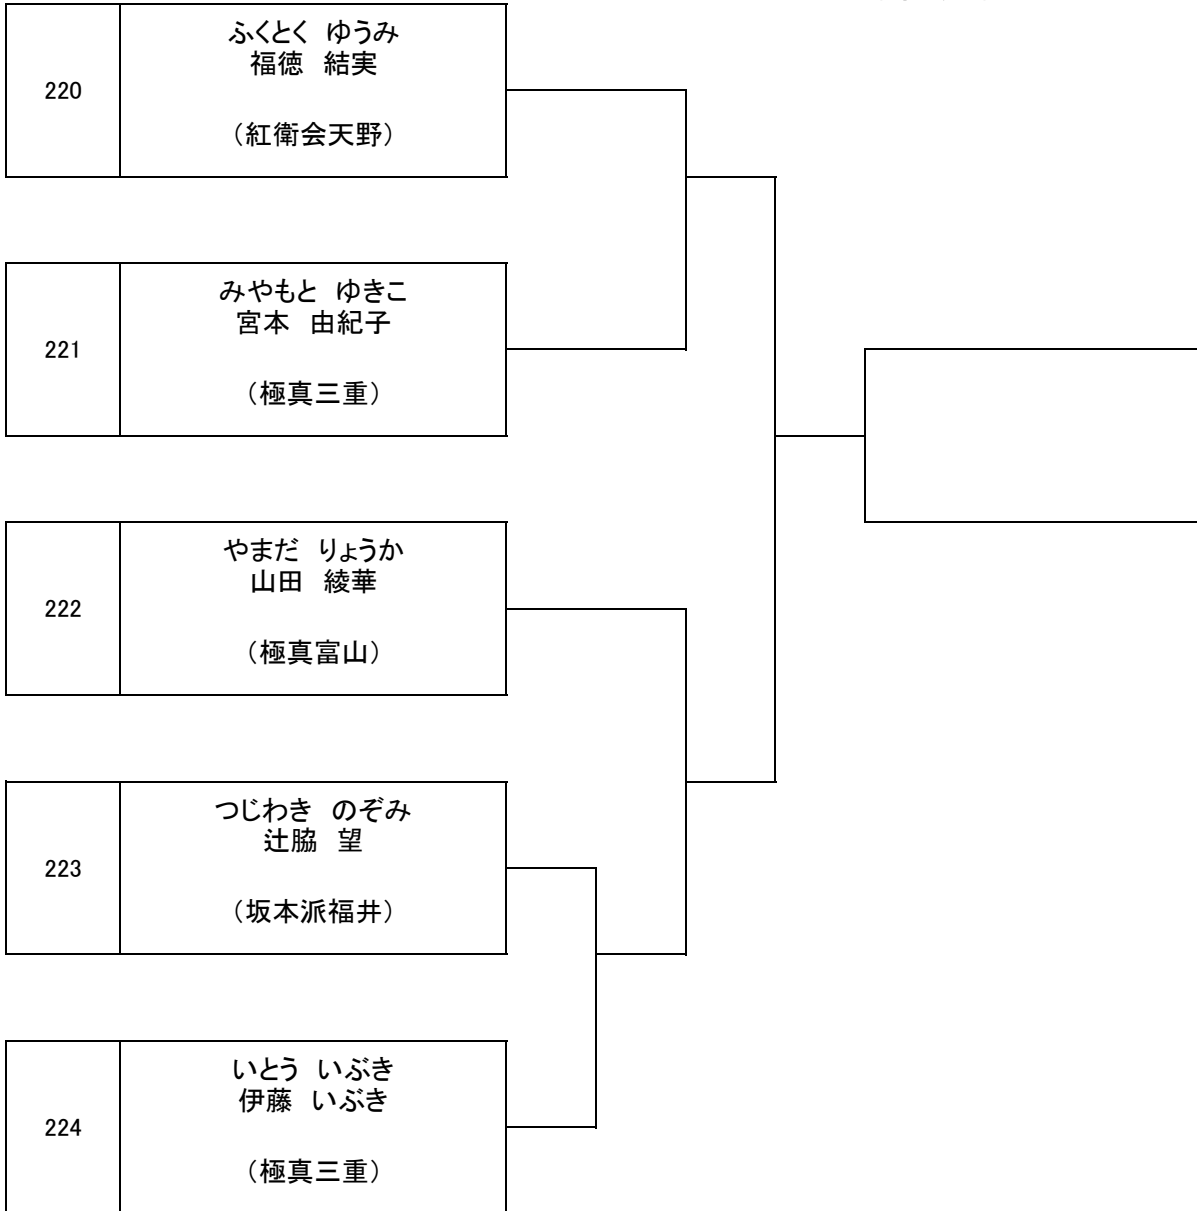 220
ふくとく ゆうみ
福徳 結実
（紅衛会天野）
221
みやもと ゆきこ
宮本 由紀子
（極真三重）
222
やまだ りょうか
山田 綾華
（極真富山）
223
つじわき のぞみ
辻脇 望
（坂本派福井）
224
いとう いぶき
伊藤 いぶき
（極真三重）